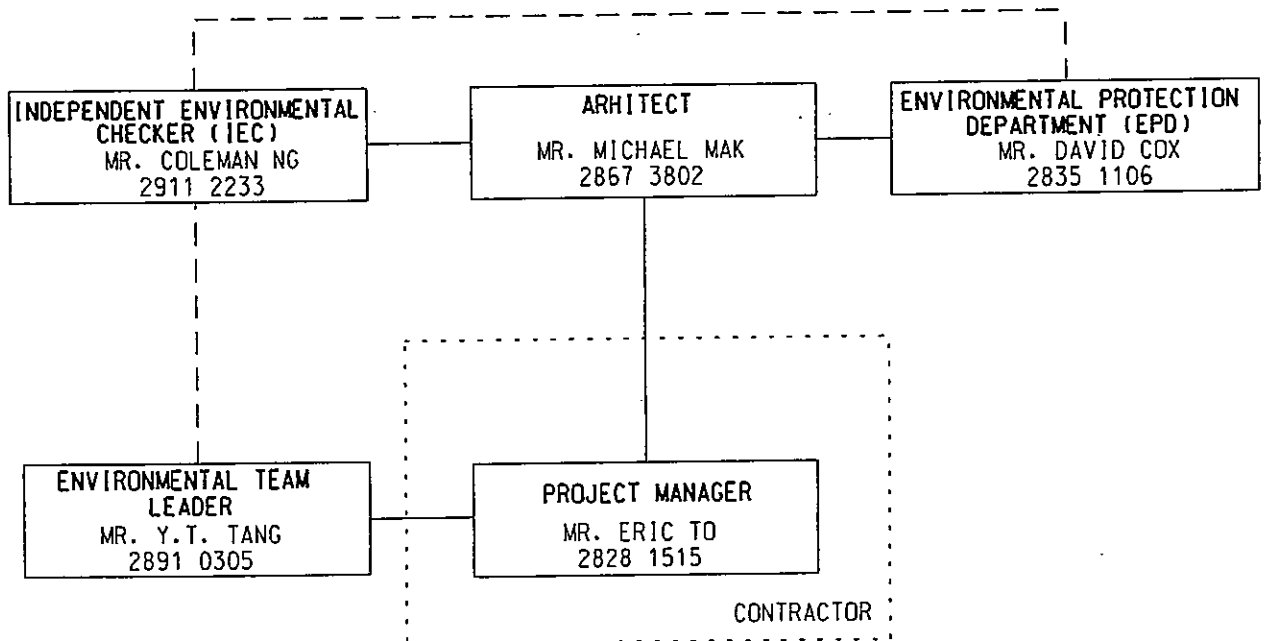 INDEPENDENT ENVIRONMENTAL
CHECKER (IEC)
MR. COLEMAN NG
2911 2233
ARHITECT
MR. MICHAEL MAK
2867 3802
ENVIRONMENTAL PROTECTION
DEPARTMENT (EPD)
MR. DAVID COX
2835 1106
ENVIRONMENTAL TEAM
LEADER
MR. Y.T. TANG
2891 0305
PROJECT MANAGER
MR. ERIC TO
2828 1515
CONTRACTOR